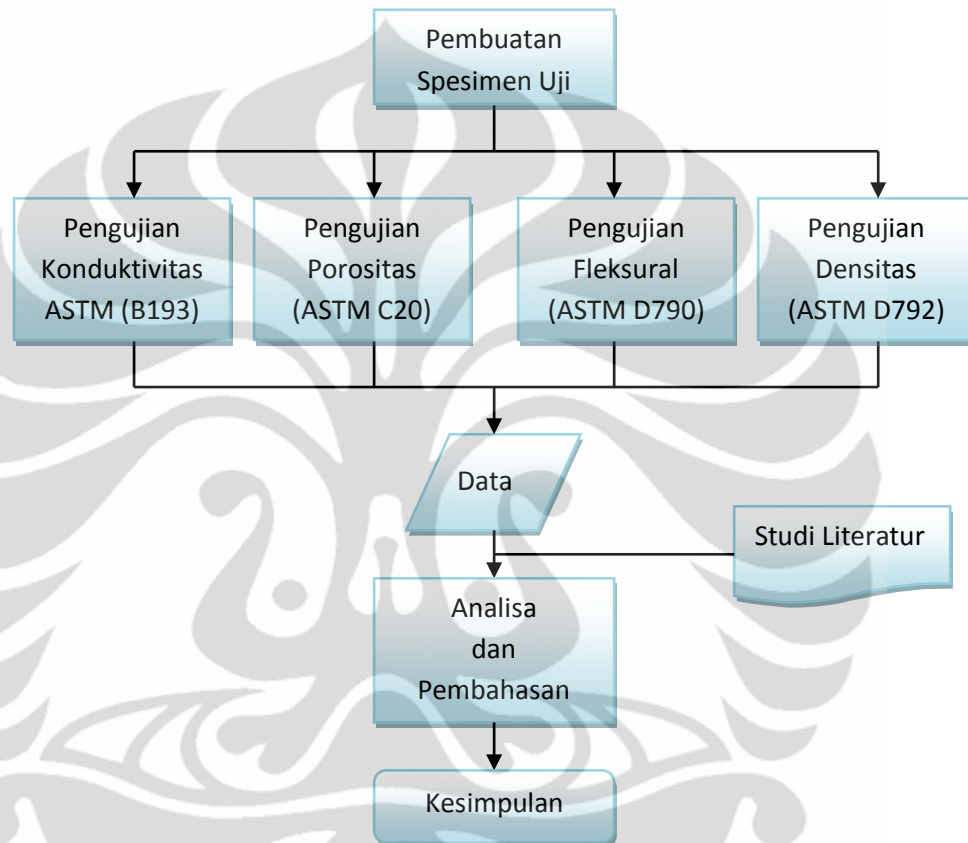 Pembuatan
Spesimen Uji
Pengujian
Konduktivitas
ASTM (B193)
Pengujian
Porositas
(ASTM C20)
Pengujian
Fleksural
(ASTM D790)
Pengujian
Densitas
(ASTM D792)
Data
Studi Literatur
Analisa
dan
Pembahasan
Kesimpulan